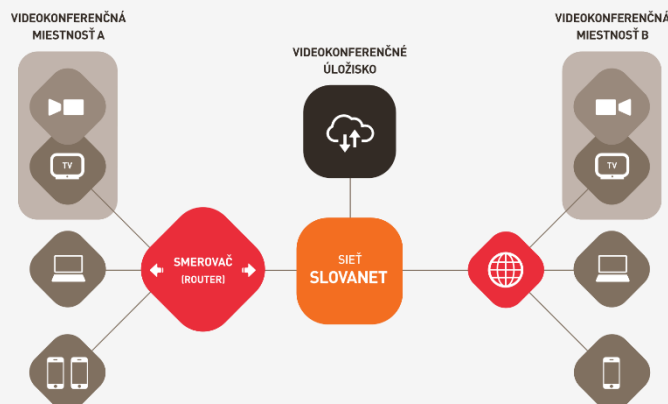 VIDEOKONFERENČNÁ
MIESTNOSŤ A
VIDEOKONFERENČNÉ
ÚLOŽISKO
VIDEOKONFERENČNÁ
MIESTNOSŤ B
TV
TV
SMEROVAČ
(ROUTER)
SIEŤ
SLOVANET